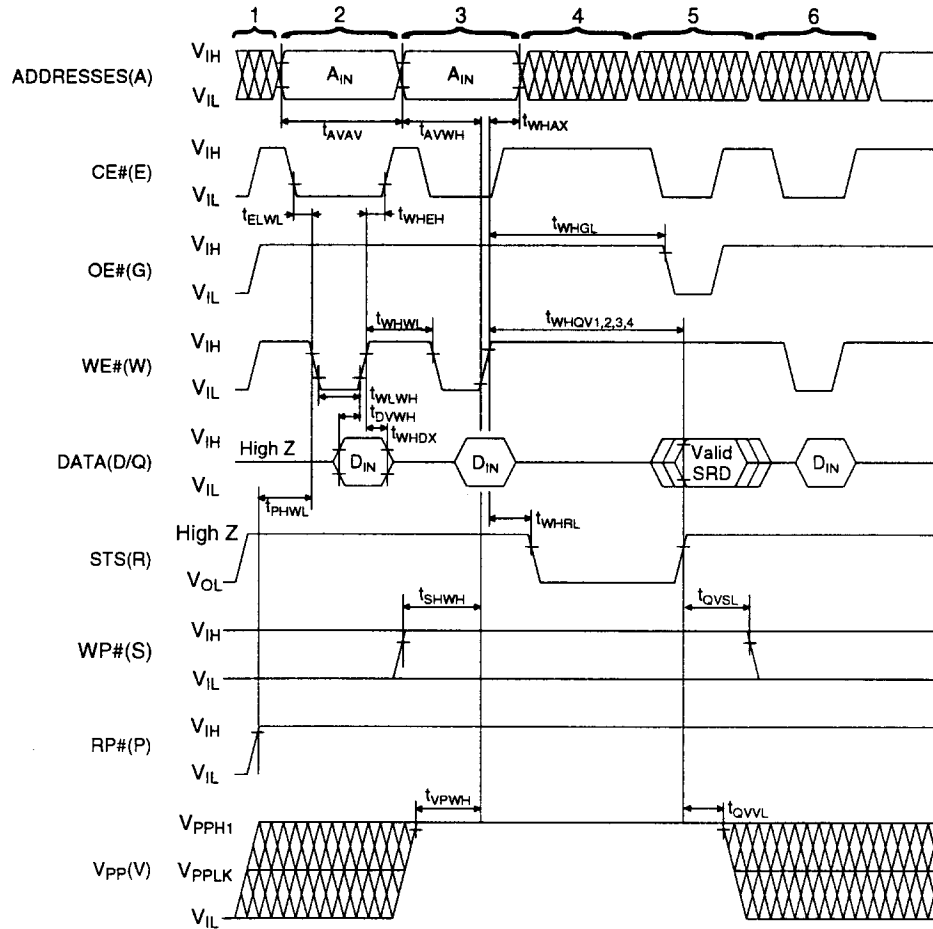 1 2 3 4 5 6
ADDRESSES(A)
VIH
VIL
AIN AIN
tAVAV tAVWH tWHAX
CE#(E)
VIH
VIL
tELWL tWHEH
OE#(G)
VIH
VIL
tWHGL
WE#(W)
VIH
VIL
tWHWL tWHQV1,2,3,4
tWLWH
tDVWH
tWHDX
DATA(D/Q)
VIH
High Z
VIL
DIN DIN Valid SRD DIN
tPHWL
tWHRL
STS(R)
High Z
VOL
tSHWH tQVSL
WP#(S)
VIH
VIL
RP#(P)
VIH
VIL
tVPWH tQVVL
VPP(V)
VPPH1
VPPLK
VIL